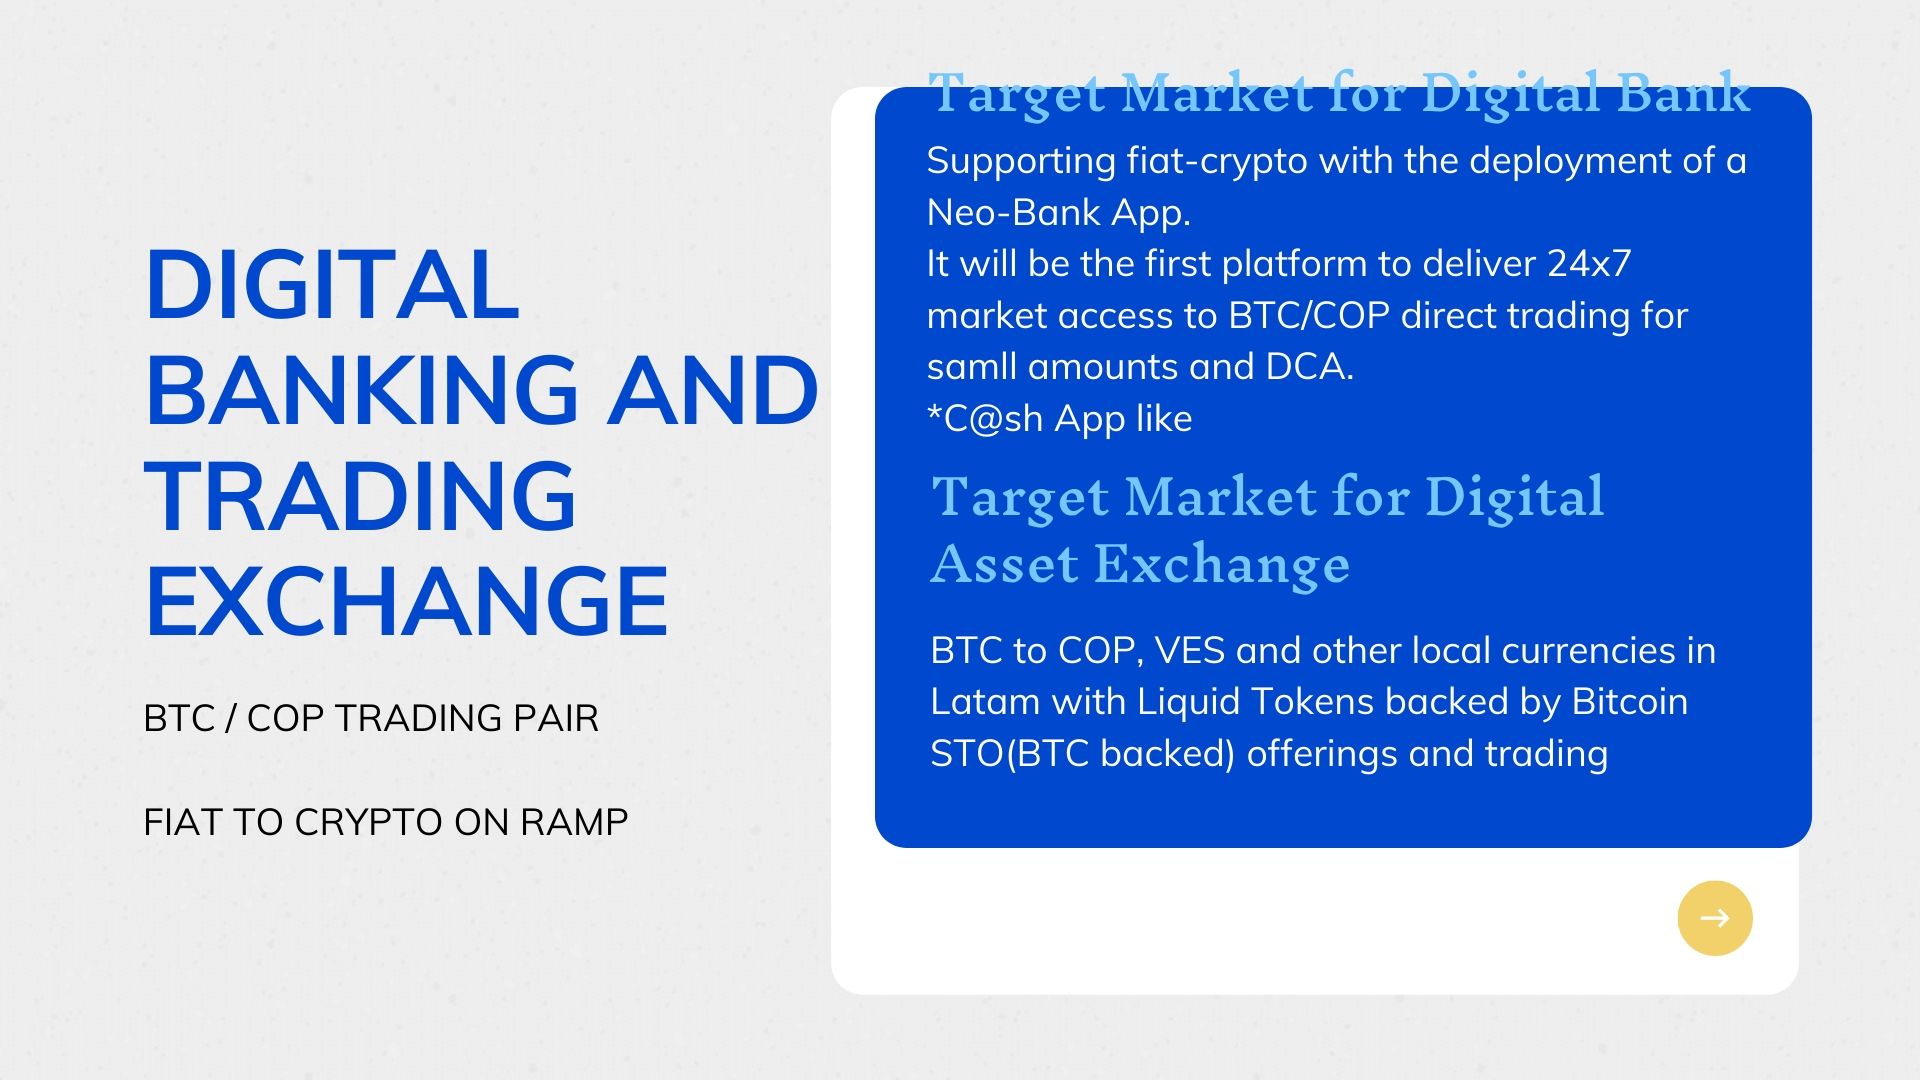 DIGITAL
BANKING AND
TRADING
EXCHANGE
BTC / COP TRADING PAIR
FIAT TO CRYPTO ON RAMP
Target Market for Digital Bank
Supporting fiat-crypto with the deployment of a
Neo-Bank App.
It will be the first platform to deliver 24x7
market access to BTC/COP direct trading for
samll amounts and DCA.
*C@sh App like
Target Market for Digital
Asset Exchange
BTC to COP, VES and other local currencies in
Latam with Liquid Tokens backed by Bitcoin
STO(BTC backed) offerings and trading